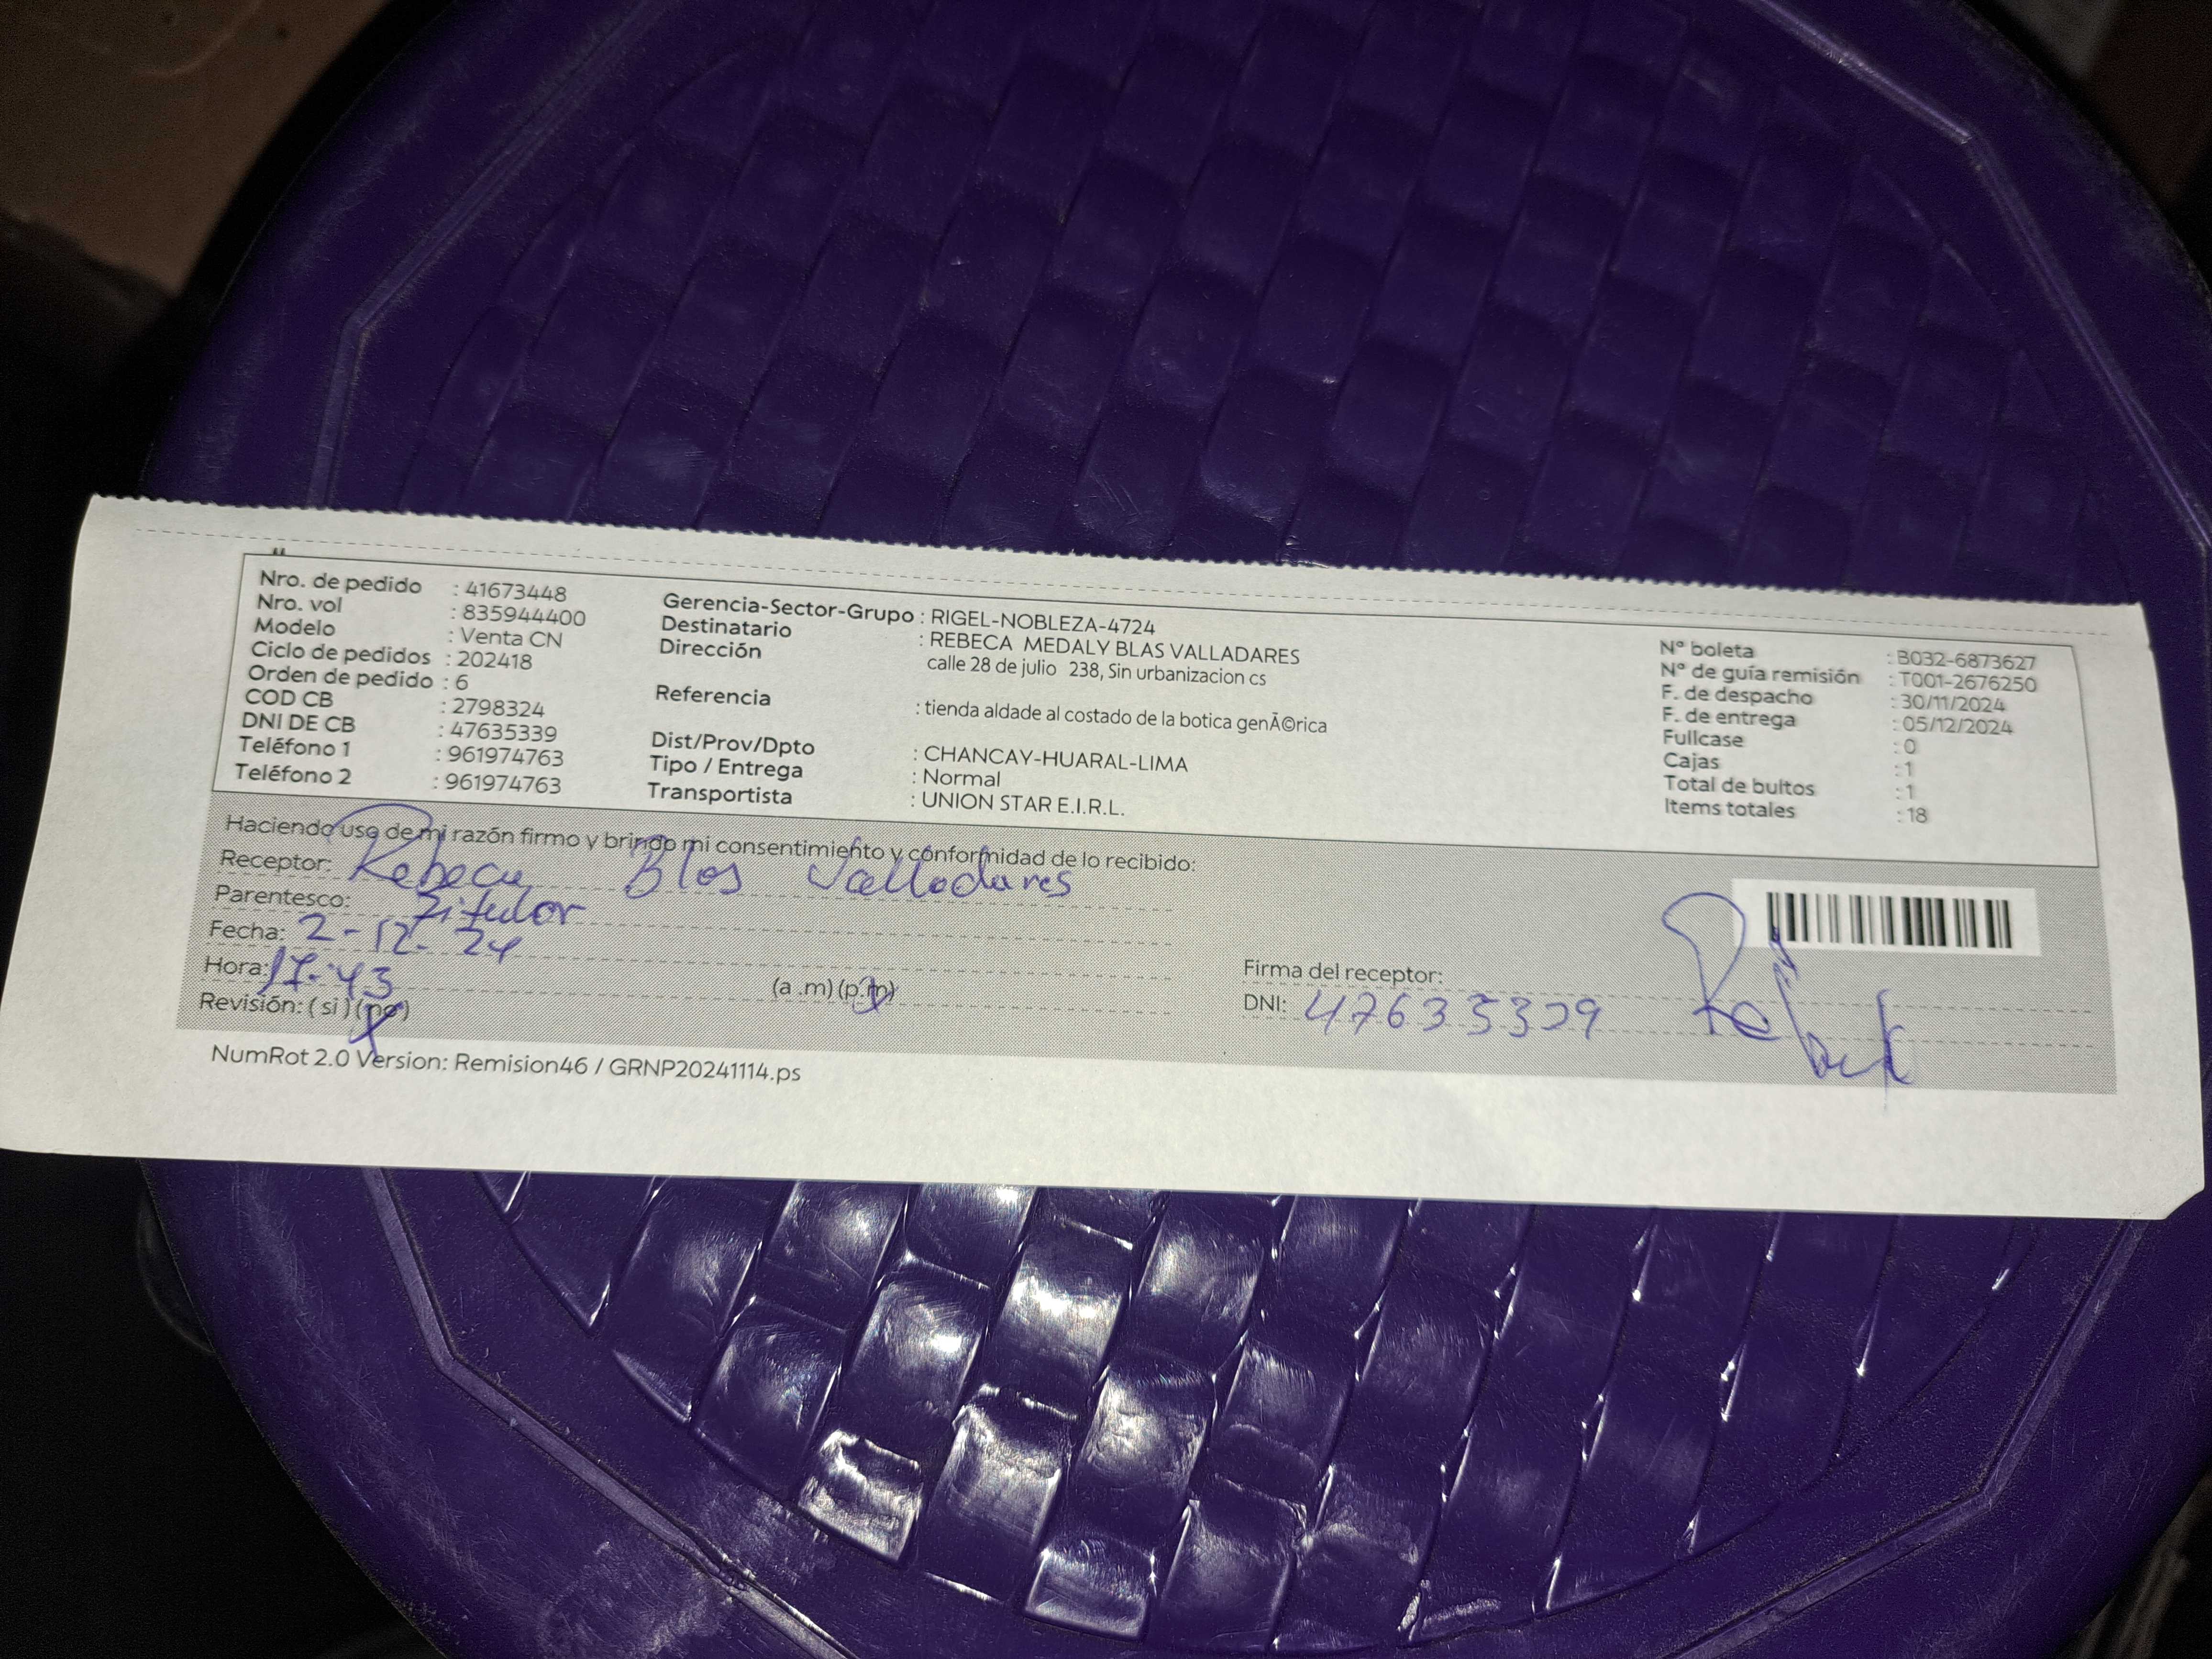 Nro. de pedido : 41673448
Nro. vol : 835944400
Modelo : Venta CN
Ciclo de pedidos : 202418
Orden de pedido : 6
COD CB : 2798324
DNI DE CB : 47635339
Teléfono 1 : 961974763
Teléfono 2 : 961974763
Gerencia-Sector-Grupo : RIGEL-NOBLEZA-4724
Destinatario : REBECA MEDALY BLAS VALLADARES
Dirección calle 28 de julio 238, Sin urbanizacion cs
Referencia : tienda aldade al costado de la botica genÃ©rica
Dist/Prov/Dpto : CHANCAY-HUARAL-LIMA
Tipo / Entrega : Normal
Transportista : UNION STAR E.I.R.L.
N° boleta : B032-6873627
N° de guía remisión : T001-2676250
F. de despacho : 30/11/2024
F. de entrega : 05/12/2024
Fullcase : 0
Cajas : 1
Total de bultos : 1
Items totales : 18
Haciendo uso de mi razón firmo y brindo mi consentimiento y conformidad de lo recibido:
Receptor: Rebeca Blas Valladares
Parentesco: Titular
Fecha: 2-12-24
Hora: 17:43 (a .m) (p.m)
Revisión: ( si ) (no )
Firma del receptor:
DNI: 47635339
NumRot 2.0 Version: Remision46 / GRNP20241114.ps